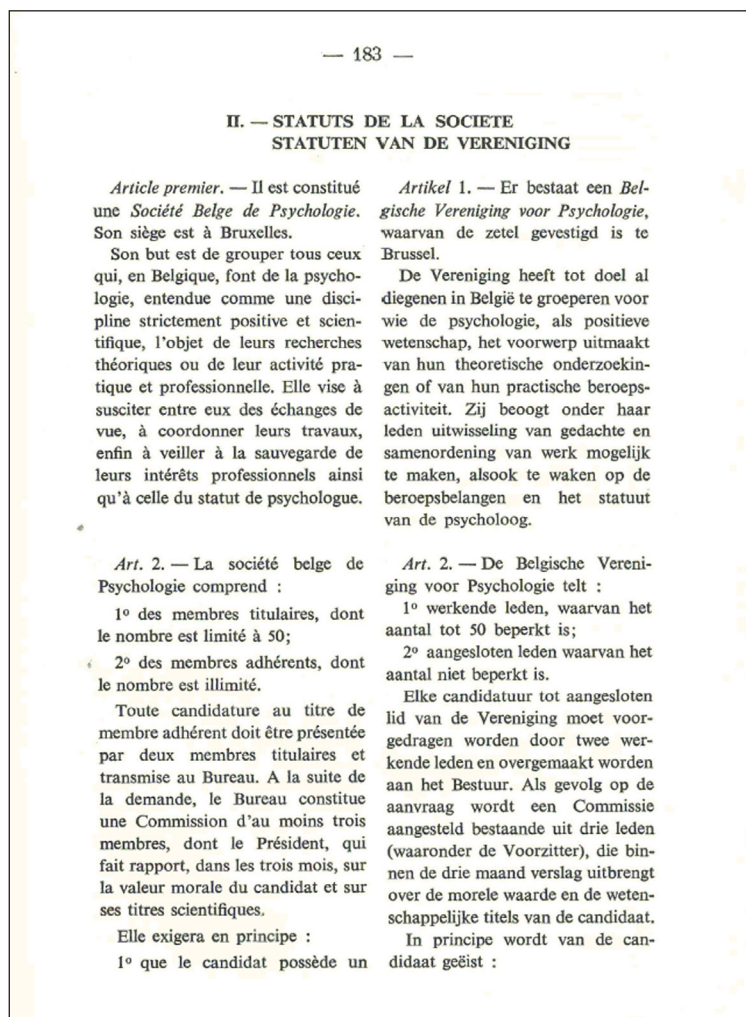 — 183 —
II. — STATUTS DE LA SOCIETE
STATUTEN VAN DE VERENIGING
Article premier. — Il est constitué
une Société Belge de Psychologie.
Son siège est à Bruxelles.
Son but est de grouper tous ceux
qui, en Belgique, font de la psycho-
logie, entendue comme une disci-
pline strictement positive et scien-
tifique, l'objet de leurs recherches
théoriques ou de leur activité pra-
tique et professionnelle. Elle vise à
susciter entre eux des échanges de
vue, à coordonner leurs travaux,
enfin à veiller à la sauvegarde de
leurs intérêts professionnels ainsi
qu'à celle du statut de psychologue.
Art. 2. — La société belge de
Psychologie comprend :
1º des membres titulaires, dont
le nombre est limité à 50;
2º des membres adhérents, dont
le nombre est illimité.
Toute candidature au titre de
membre adhérent doit être présentée
par deux membres titulaires et
transmise au Bureau. A la suite de
la demande, le Bureau constitue
une Commission d'au moins trois
membres, dont le Président, qui
fait rapport, dans les trois mois, sur
la valeur morale du candidat et sur
ses titres scientifiques.
Elle exigera en principe :
1º que le candidat possède un
Artikel 1. — Er bestaat een Bel-
gische Vereniging voor Psychologie,
waarvan de zetel gevestigd is te
Brussel.
De Vereniging heeft tot doel al
diegenen in België te groeperen voor
wie de psychologie, als positieve
wetenschap, het voorwerp uitmaakt
van hun theoretische onderzoekin-
gen of van hun practische beroeps-
activiteit. Zij beoogt onder haar
leden uitwisseling van gedachte en
samenordening van werk mogelijk
te maken, alsook te waken op de
beroepsbelangen en het statuut
van de psycholoog.
Art. 2. — De Belgische Vereni-
ging voor Psychologie telt :
1º werkende leden, waarvan het
aantal tot 50 beperkt is;
2º aangesloten leden waarvan het
aantal niet beperkt is.
Elke candidatuur tot aangesloten
lid van de Vereniging moet voor-
gedragen worden door twee wer-
kende leden en overgemaakt worden
aan het Bestuur. Als gevolg op de
aanvraag wordt een Commissie
aangesteld bestaande uit drie leden
(waaronder de Voorzitter), die bin-
nen de drie maand verslag uitbrengt
over de morele waarde en de weten-
schappelijke titels van de candidaat.
In principe wordt van de can-
didaat geëist :